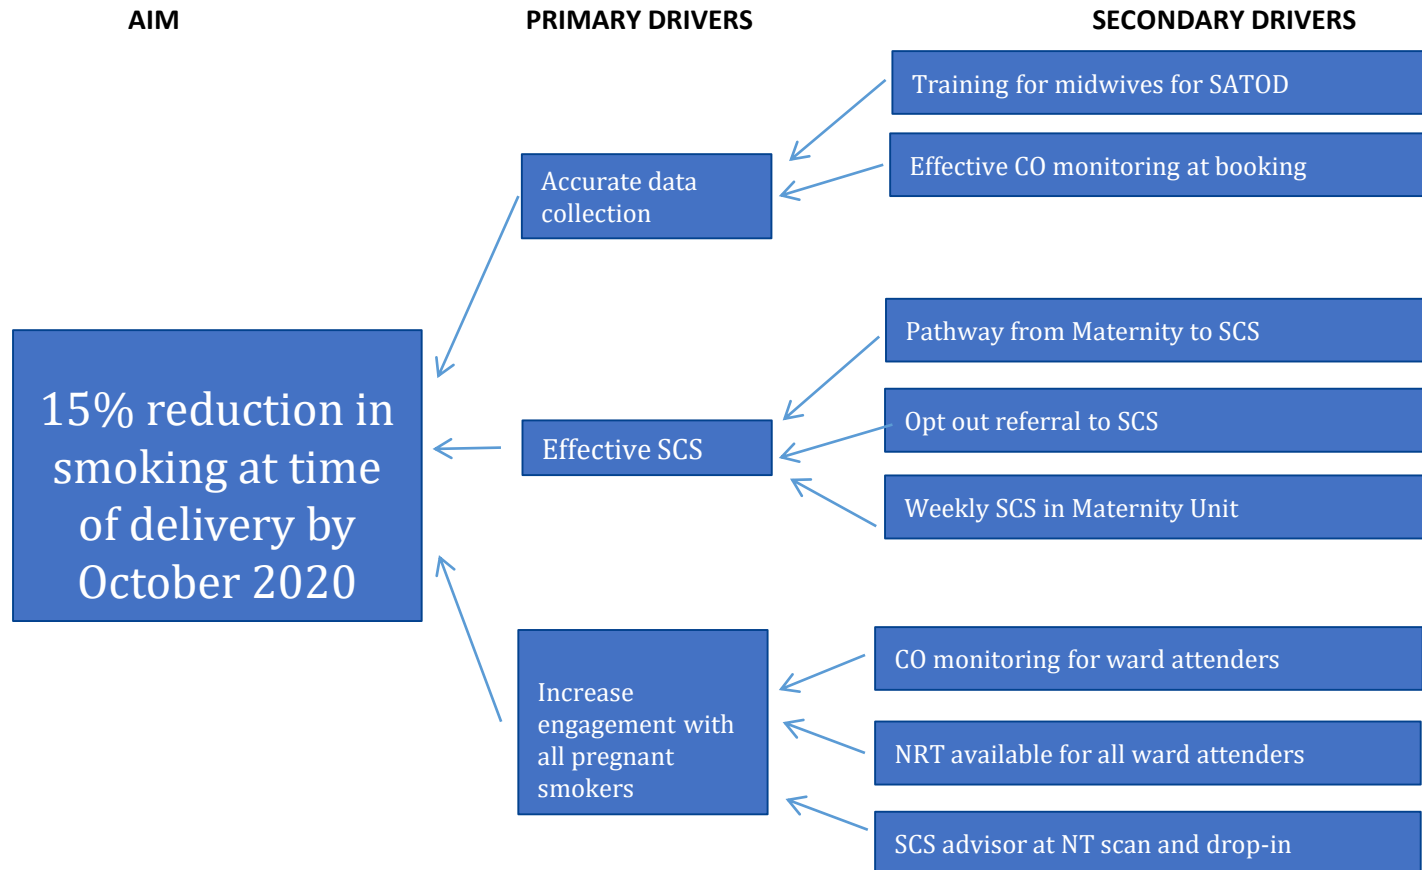 AIM
PRIMARY DRIVERS
SECONDARY DRIVERS
Training for midwives for SATOD
Effective CO monitoring at booking
Accurate data
collection
Pathway from Maternity to SCS
Opt out referral to SCS
Weekly SCS in Maternity Unit
Effective SCS
15% reduction in
smoking at time
of delivery by
October 2020
CO monitoring for ward attenders
NRT available for all ward attenders
SCS advisor at NT scan and drop-in
Increase
engagement with
all pregnant
smokers